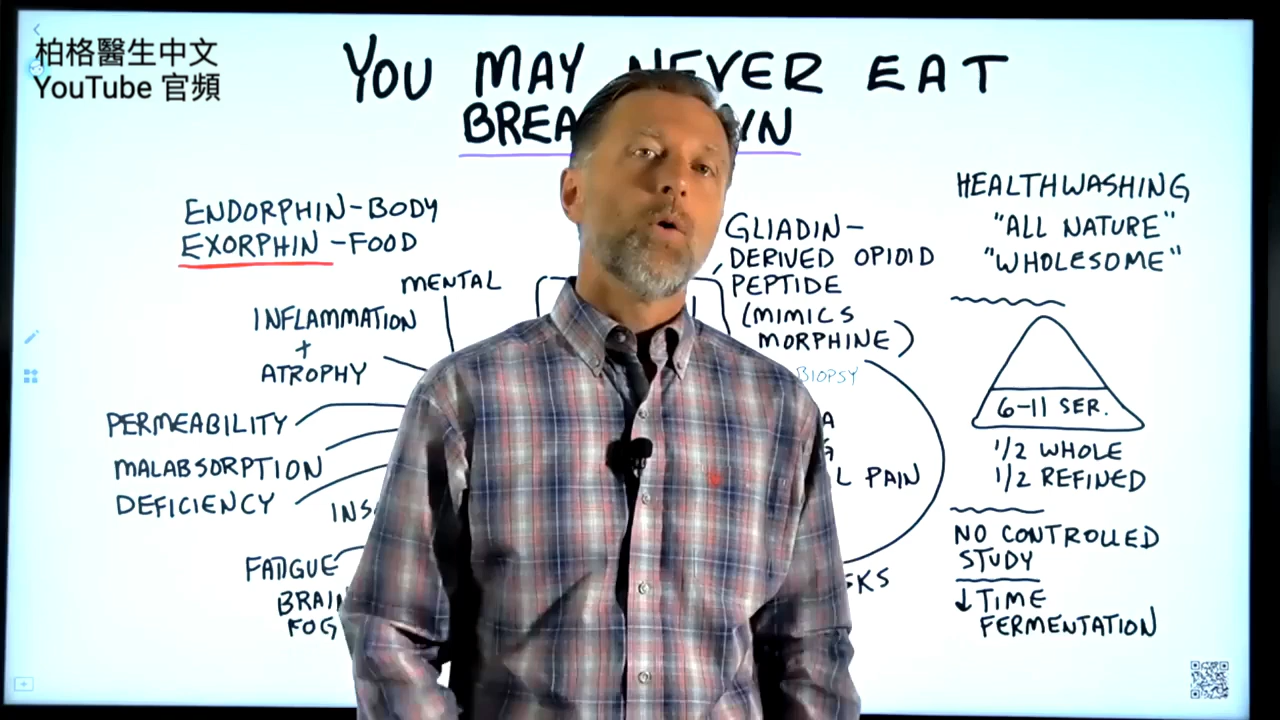 柏格醫生中文
YouTube 官頻
YOU MAY NEVER EAT
ENDORPHIN-BODY
EXORPHIN-FOOD
MENTAL
INFLAMMATION
+
ATROPHY
PERMEABILITY
MALABSORPTION
DEFICIENCY
FATIGUE
BRAIN
FOG
GLIADIN-
DERIVED OPIOID
PEPTIDE
(MIMICS
MORPHINE)
BIOPSY
PAIN
HEALTHWASHING
"ALL NATURE"
"WHOLESOME"
6-11 SER.
1/2 WHOLE
1/2 REFINED
NO CONTROLLED
STUDY
↓ TIME
FERMENTATION